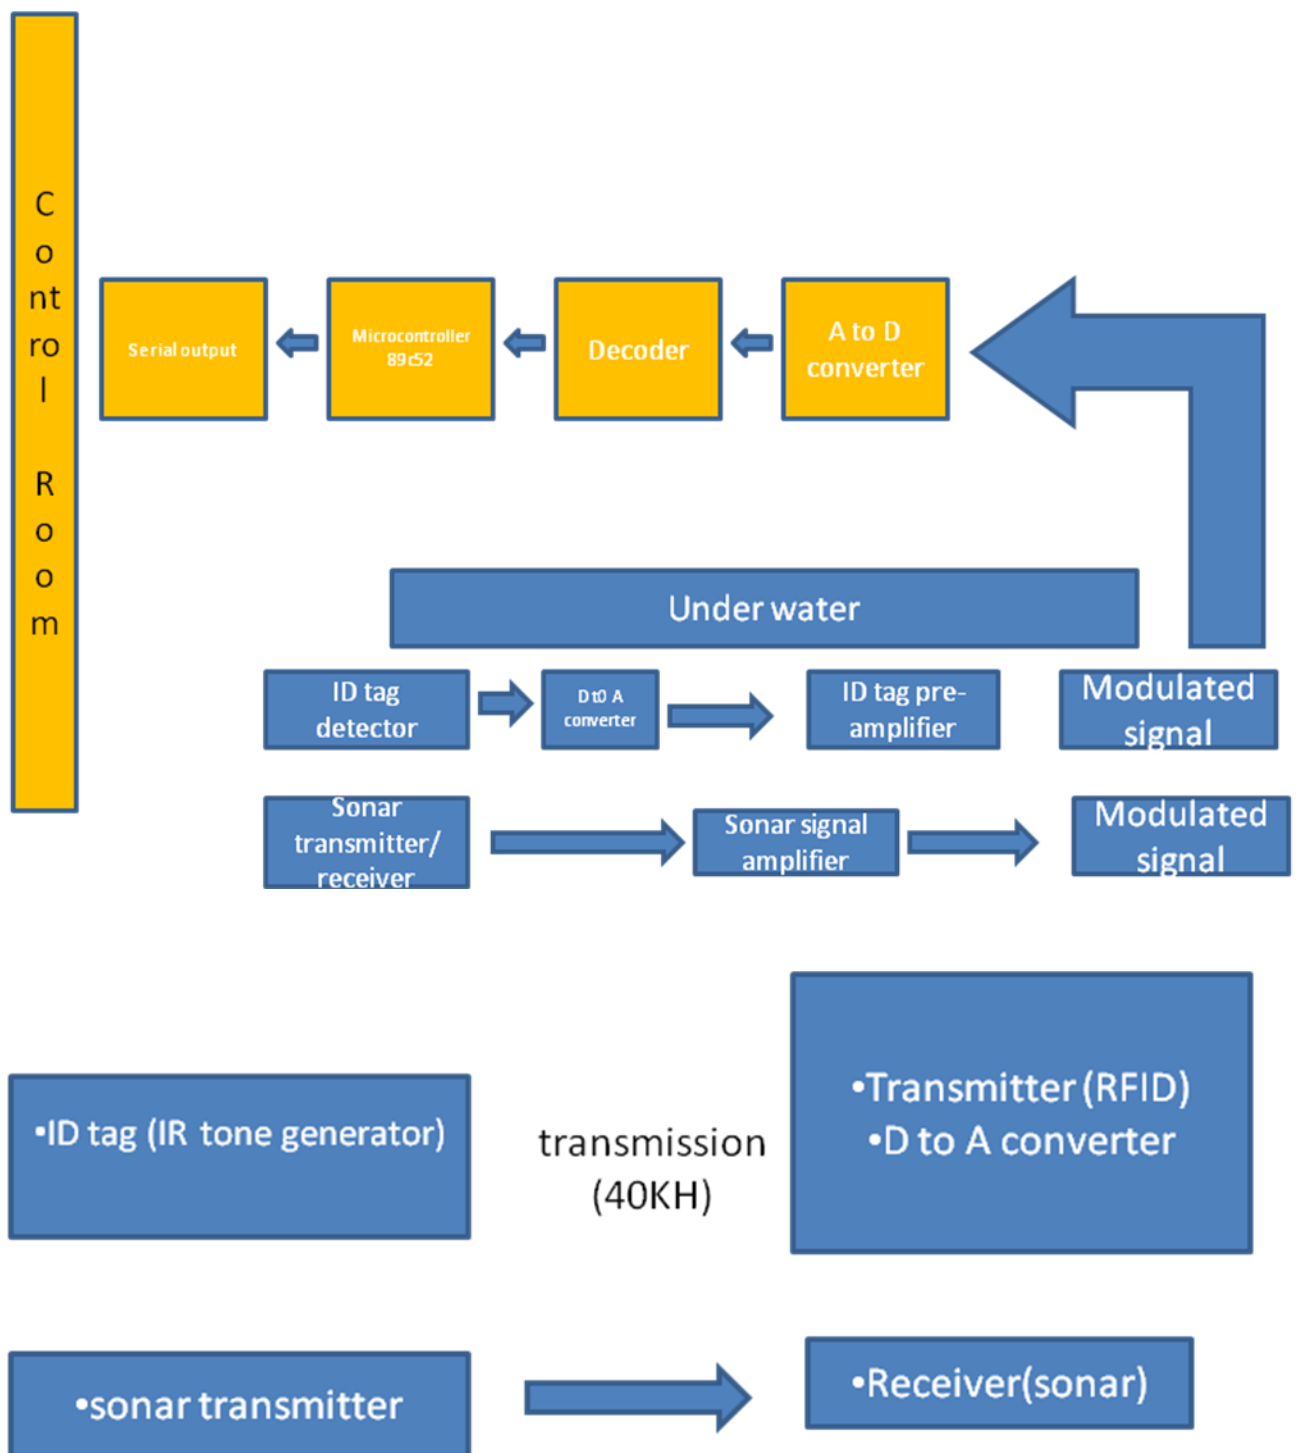 C
o
nt
ro
l
R
o
o
m
Serial output
Microcontroller
89c52
Decoder
A to D
converter
Under water
ID tag
detector
D t0 A
converter
ID tag pre-
amplifier
Modulated
signal
Sonar
transmitter/
receiver
Sonar signal
amplifier
Modulated
signal
•ID tag (IR tone generator)
transmission
(40KH)
•Transmitter (RFID)
•D to A converter
•sonar transmitter
•Receiver(sonar)